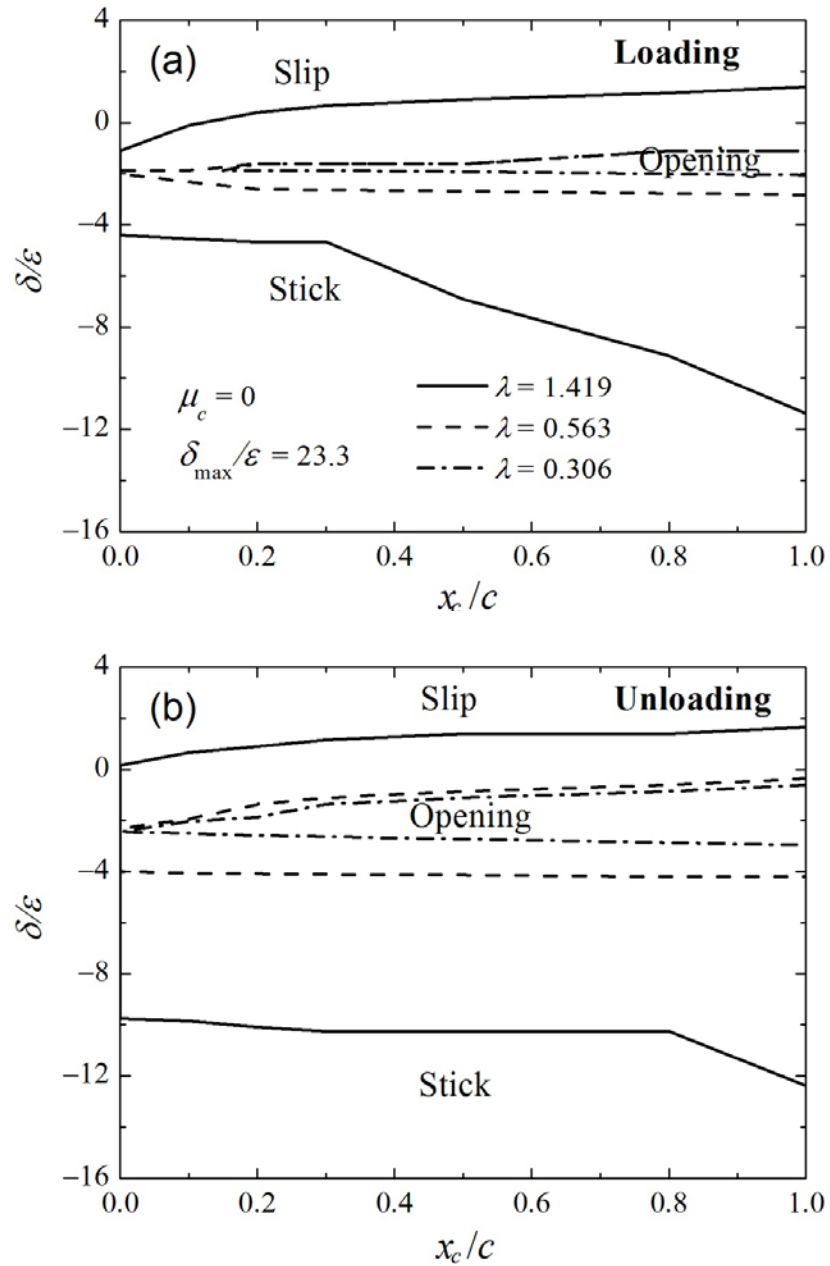 4
(a)
Slip
Loading
0
Opening
−4
δ/ε
Stick
−8
μc = 0
λ = 1.419
λ = 0.563
−12
δmax/ε = 23.3
λ = 0.306
−16
0.0 0.2 0.4 0.6 0.8 1.0
xc/c
4
(b)
Slip
Unloading
0
Opening
−4
δ/ε
−8
−12
Stick
−16
0.0 0.2 0.4 0.6 0.8 1.0
xc/c